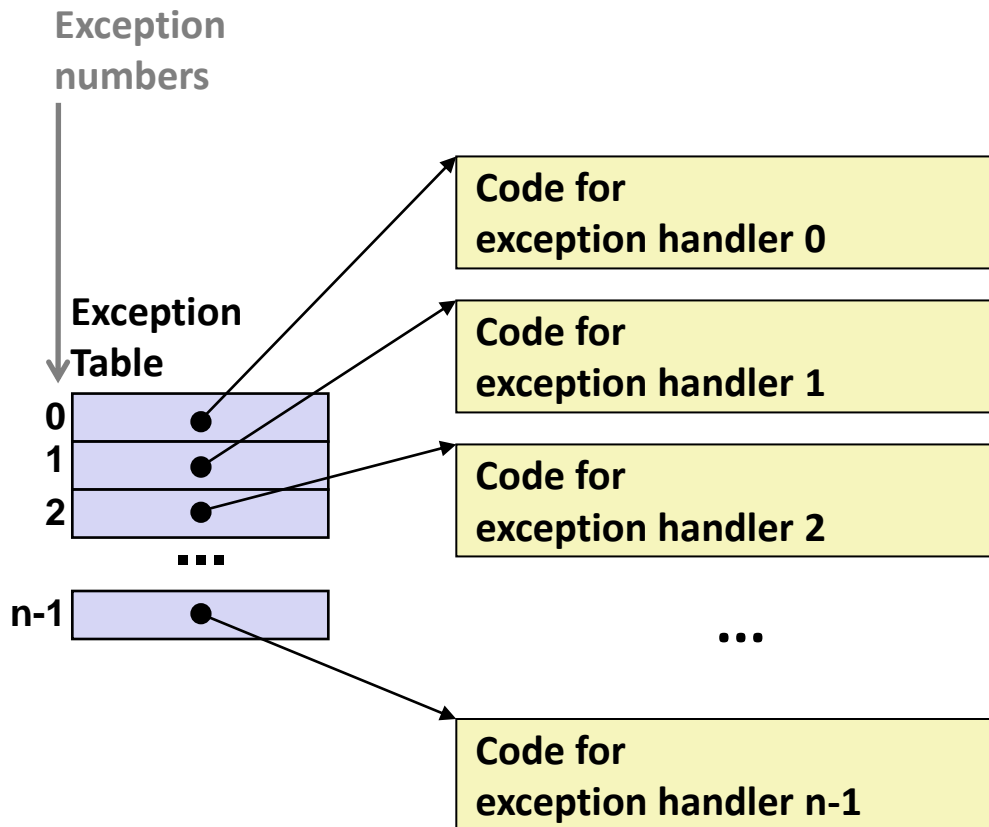 Exception
numbers
Code for
exception handler 0
Exception
Table
Code for
exception handler 1
0
1
2
...
n-1
Code for
exception handler 2
...
Code for
exception handler n-1